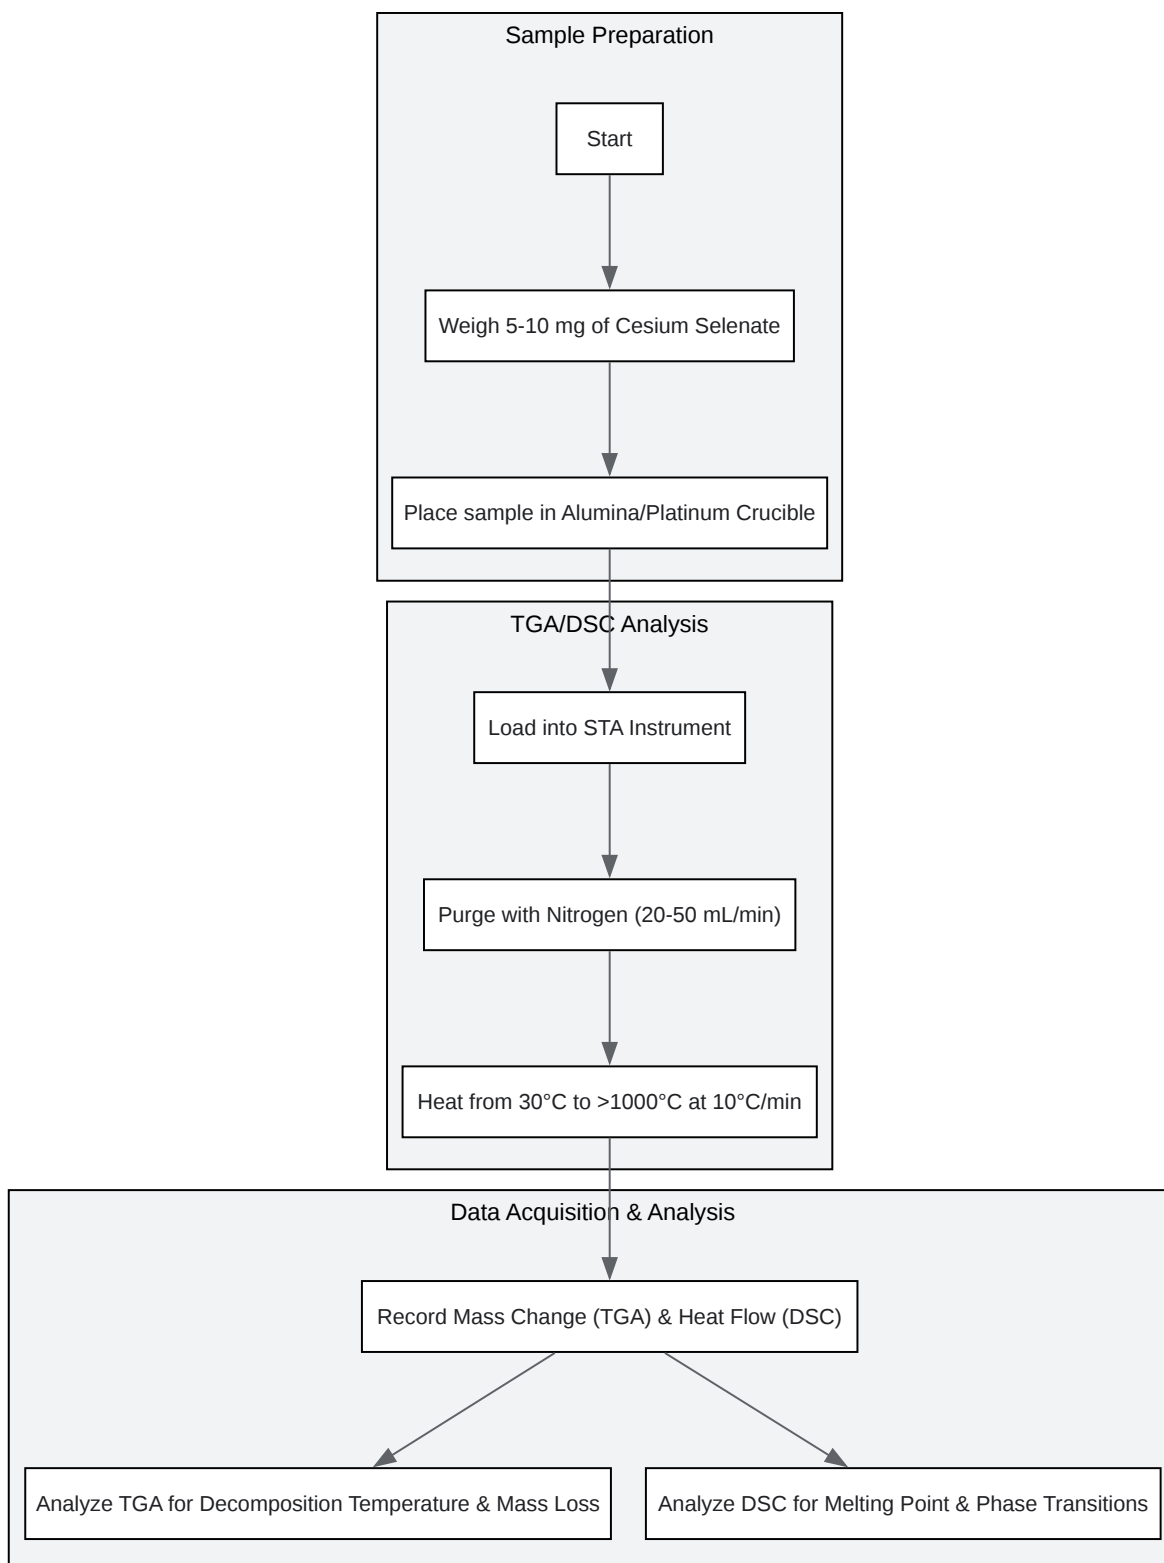 Sample Preparation
Start
Weigh 5-10 mg of Cesium Selenate
Place sample in Alumina/Platinum Crucible
TGA/DSC Analysis
Load into STA Instrument
Purge with Nitrogen (20-50 mL/min)
Heat from 30°C to >1000°C at 10°C/min
Data Acquisition & Analysis
Record Mass Change (TGA) & Heat Flow (DSC)
Analyze TGA for Decomposition Temperature & Mass Loss
Analyze DSC for Melting Point & Phase Transitions